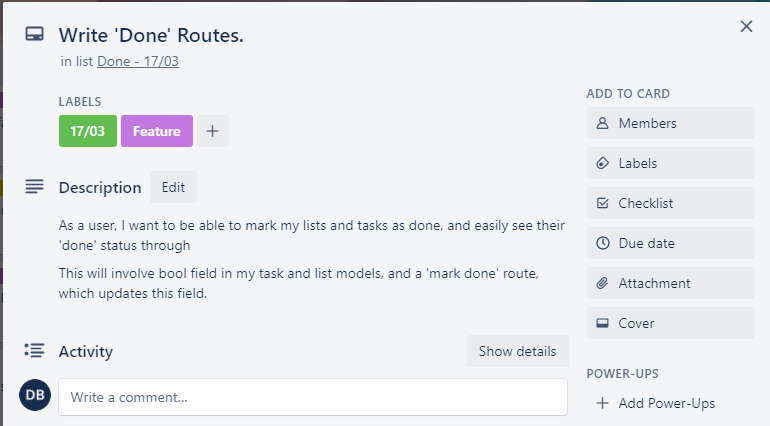 Write 'Done' Routes.
in list Done - 17/03
LABELS
17/03 Feature +
Description Edit
As a user, I want to be able to mark my lists and tasks as done, and easily see their
'done' status through
This will involve bool field in my task and list models, and a 'mark done' route,
which updates this field.
Activity Show details
DB Write a comment...
ADD TO CARD
Members
Labels
Checklist
Due date
Attachment
Cover
POWER-UPS
+ Add Power-Ups